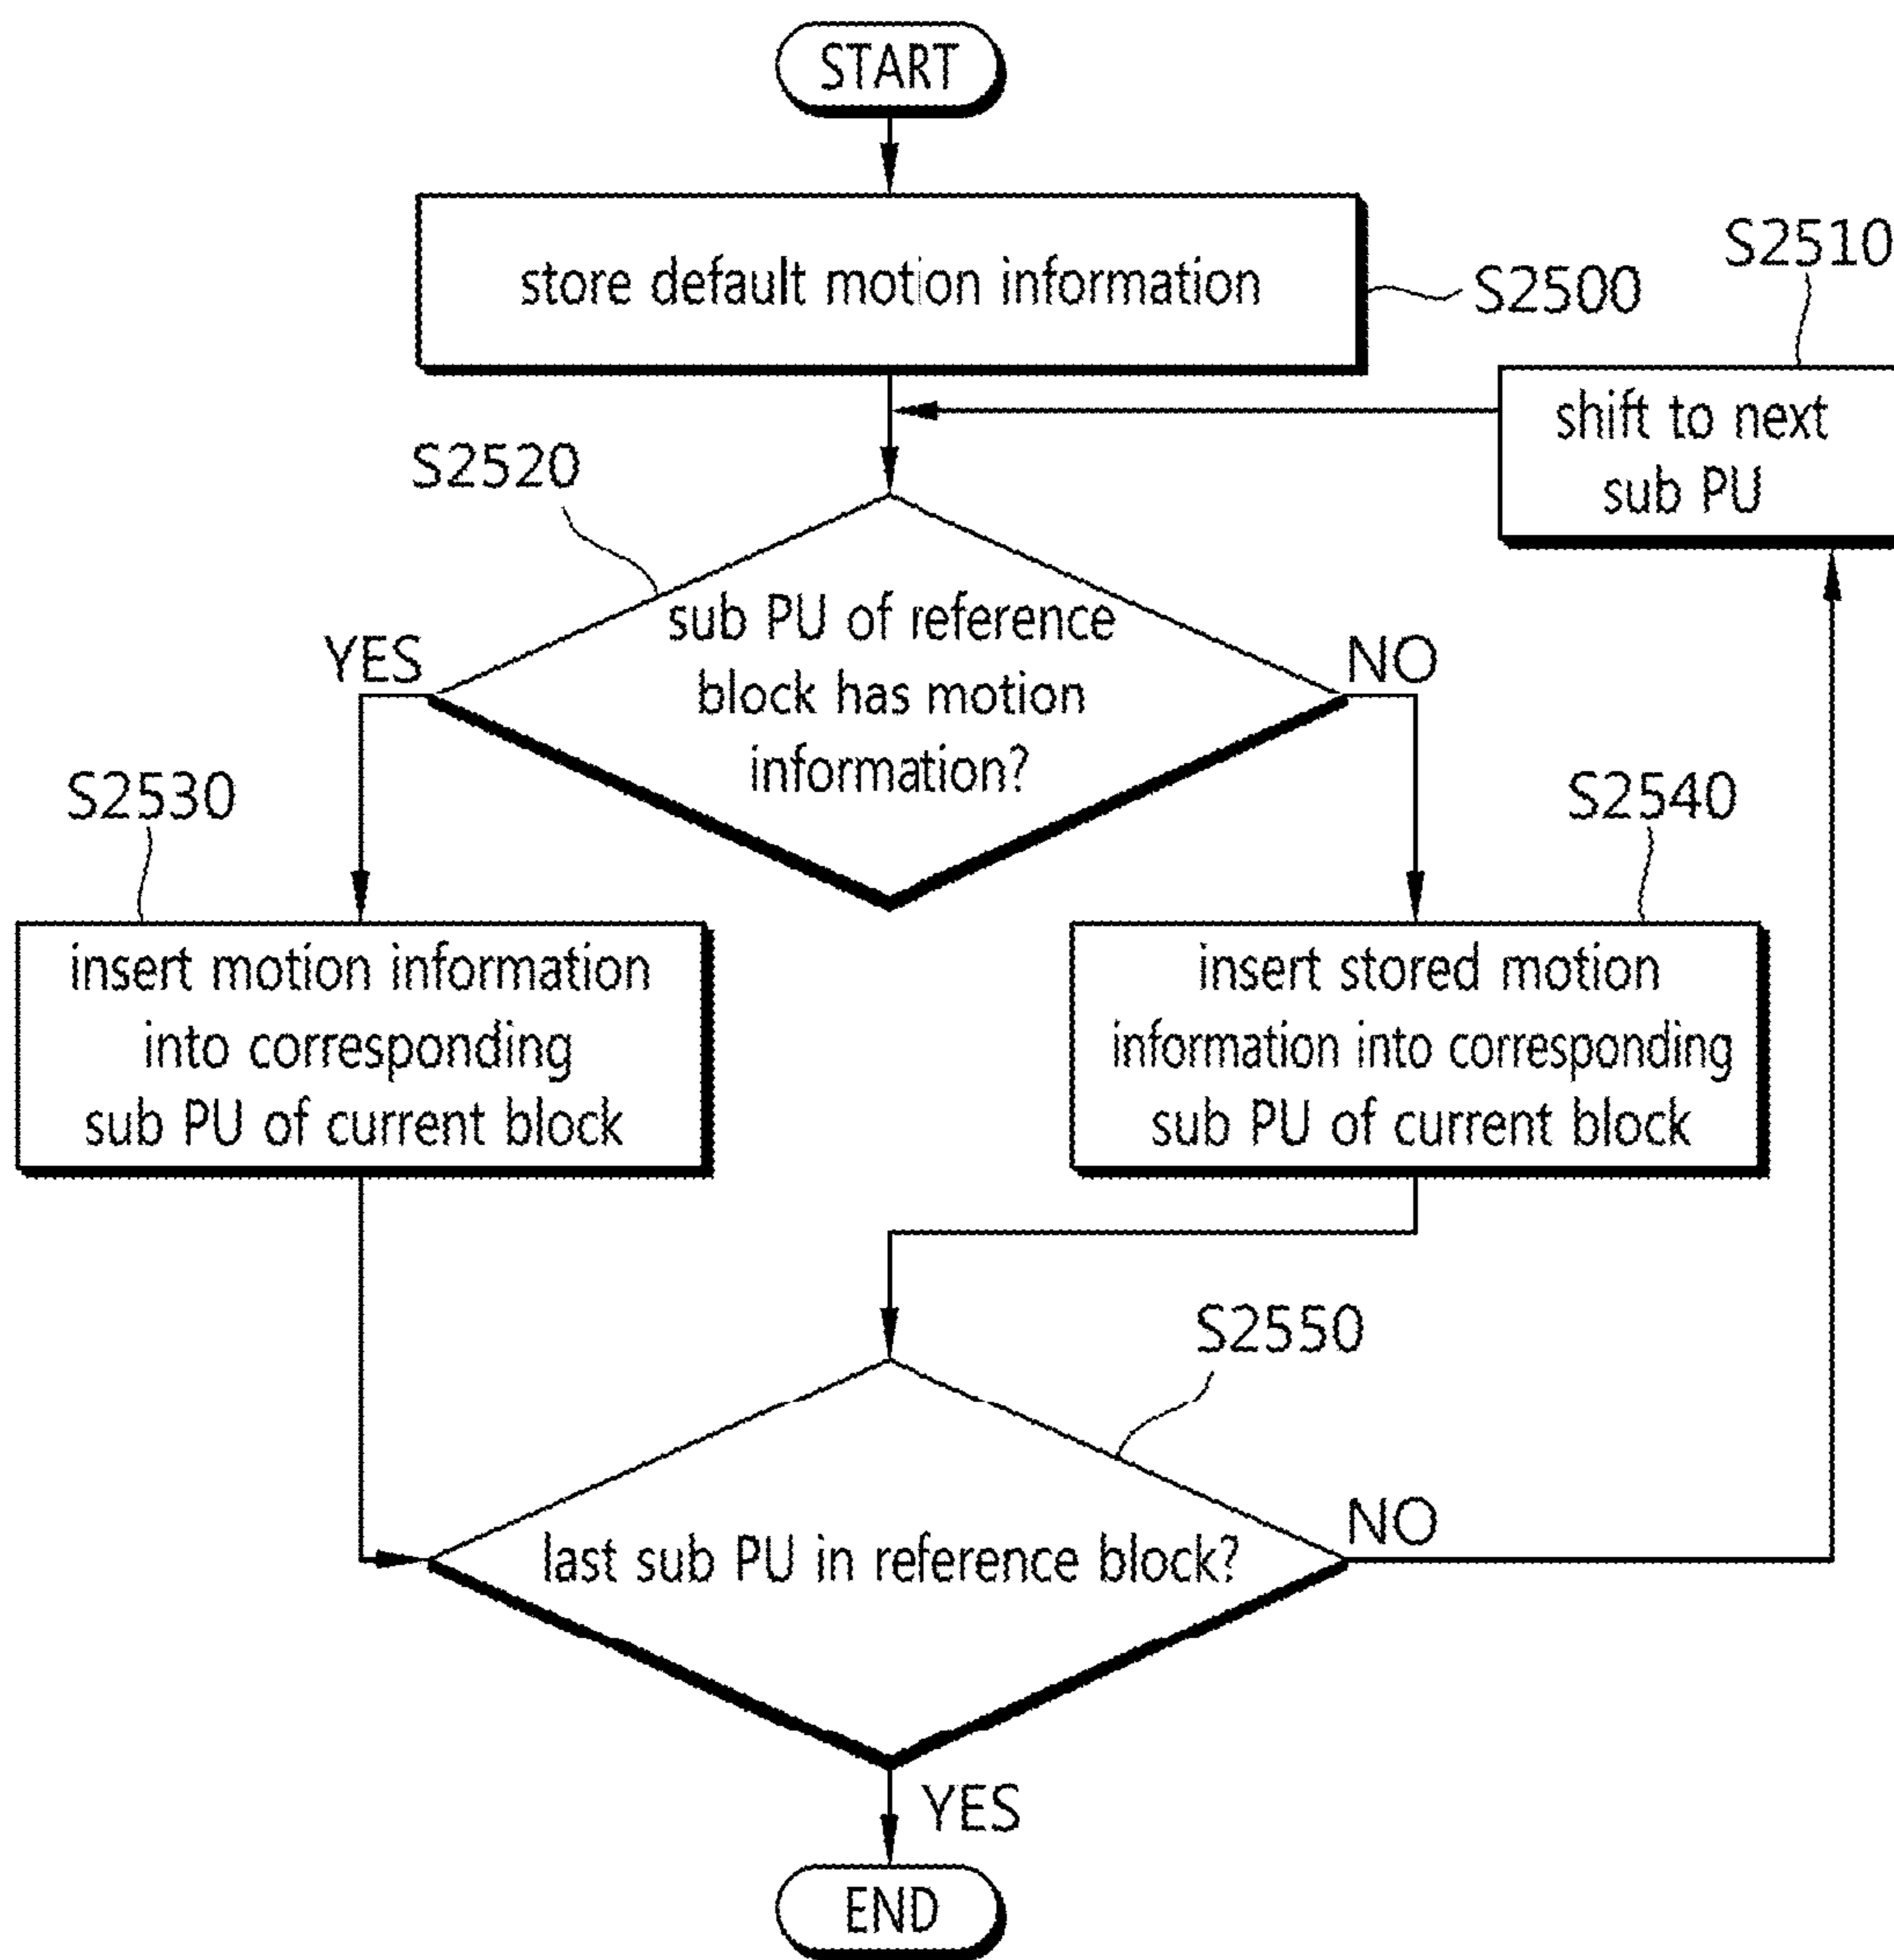 START
store default motion information
S2500
S2510
shift to next
sub PU
S2520
sub PU of reference
block has motion
information?
YES
NO
S2530
S2540
insert motion information
into corresponding
sub PU of current block
insert stored motion
information into corresponding
sub PU of current block
S2550
last sub PU in reference block?
NO
YES
END